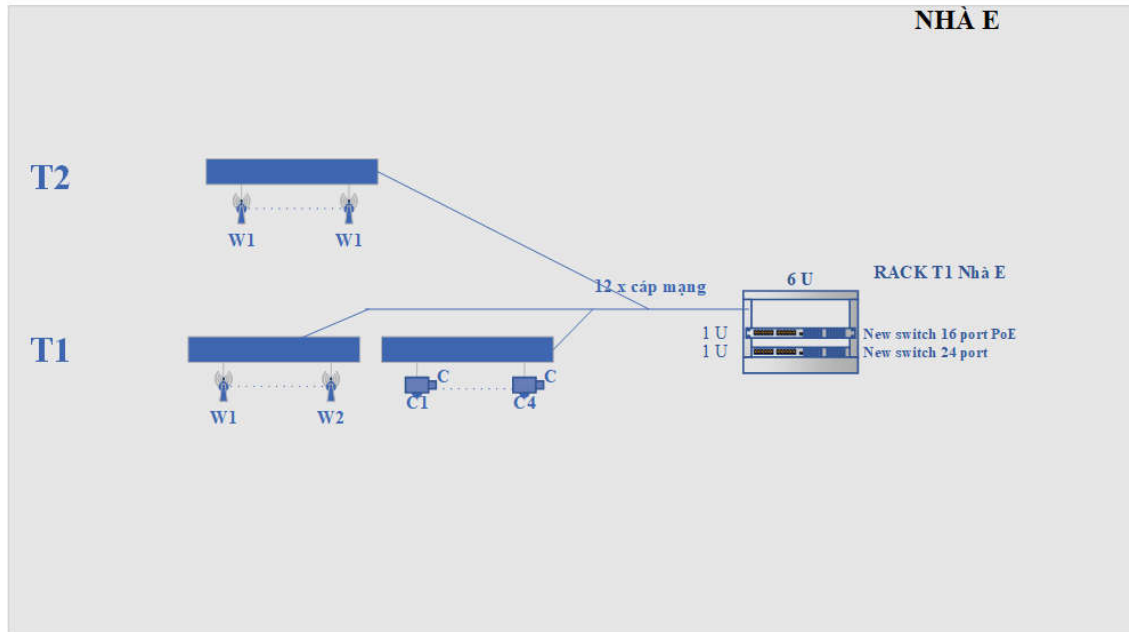 NHÀ E
T2
W1 W1
12 x cáp mạng
6 U
RACK T1 Nhà E
T1
1 U
New switch 16 port PoE
1 U
New switch 24 port
C C
W1 W2
C1 C4